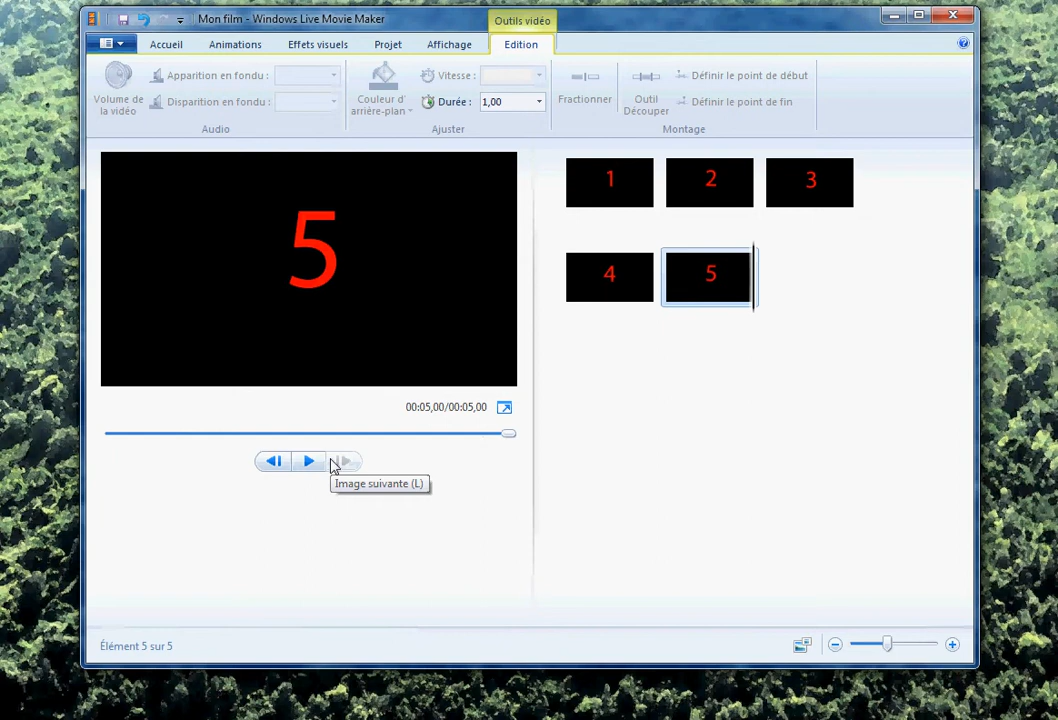 Mon film - Windows Live Movie Maker
Outils vidéo
Accueil
Animations
Effets visuels
Projet
Affichage
Edition
Volume de
la vidéo
Apparition en fondu :
Disparition en fondu :
Audio
Couleur d'
arrière-plan
Vitesse :
Durée :
1,00
Ajuster
Fractionner
Outil
Découper
Définir le point de début
Définir le point de fin
Montage
5
00:05,00/00:05,00
Image suivante (L)
1
2
3
4
5
Élément 5 sur 5